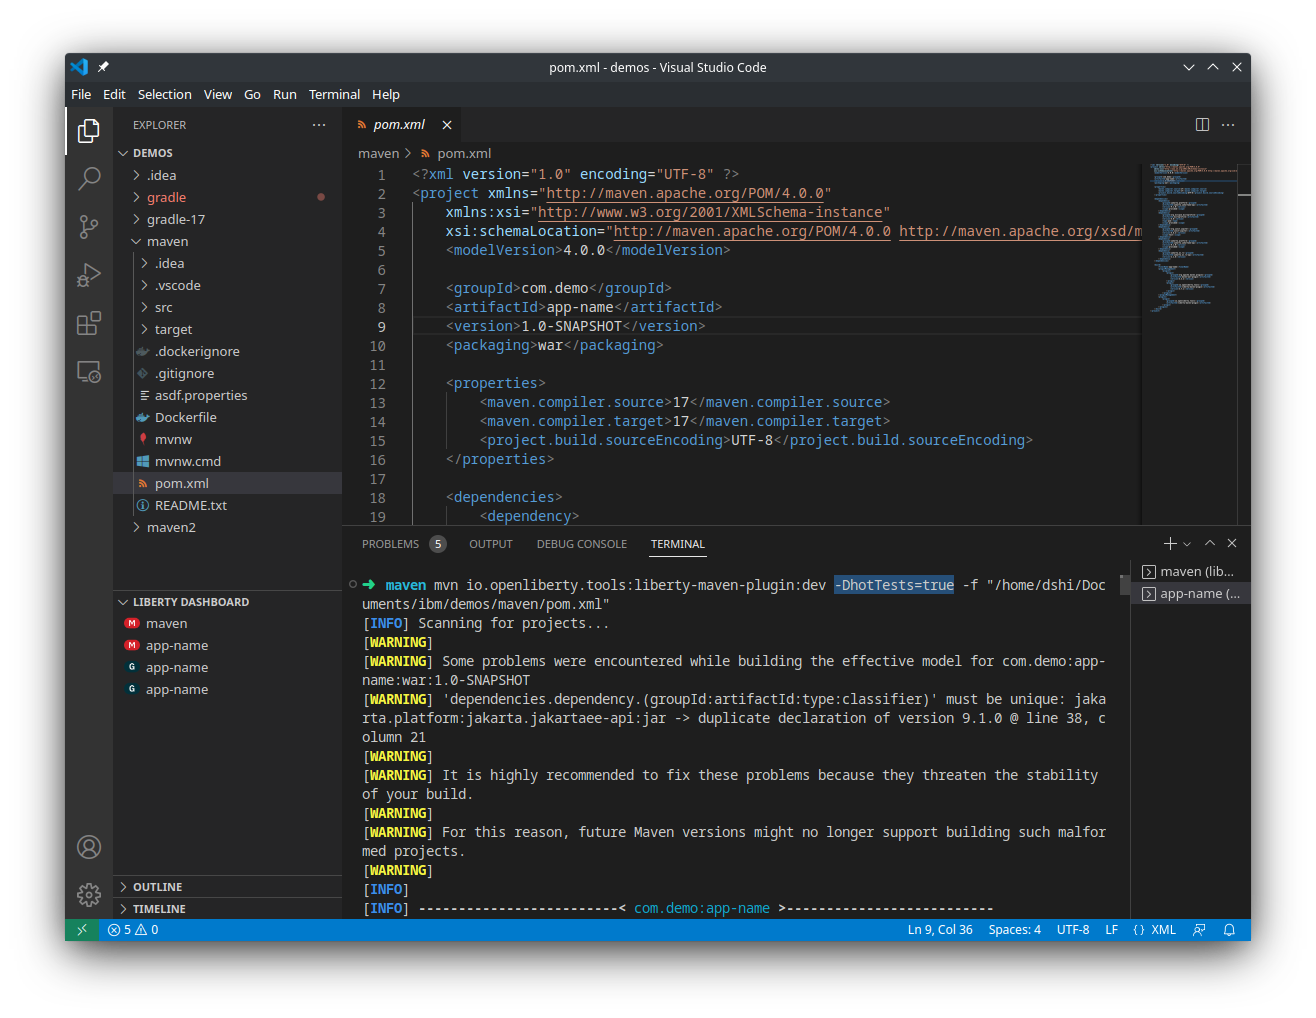 pom.xml - demos - Visual Studio Code
File Edit Selection View Go Run Terminal Help
EXPLORER
DEMOS
.idea
gradle
gradle-17
maven
.idea
.vscode
src
target
.dockerignore
.gitignore
asdf.properties
Dockerfile
mvnw
mvnw.cmd
pom.xml
README.txt
maven2
LIBERTY DASHBOARD
M maven
M app-name
G app-name
G app-name
OUTLINE
TIMELINE
pom.xml
maven > pom.xml
1 <?xml version="1.0" encoding="UTF-8" ?>
2 <project xmlns="http://maven.apache.org/POM/4.0.0"
3 xmlns:xsi="http://www.w3.org/2001/XMLSchema-instance"
4 xsi:schemaLocation="http://maven.apache.org/POM/4.0.0 http://maven.apache.org/xsd/m
5 <modelVersion>4.0.0</modelVersion>
6
7 <groupId>com.demo</groupId>
8 <artifactId>app-name</artifactId>
9 <version>1.0-SNAPSHOT</version>
10 <packaging>war</packaging>
11
12 <properties>
13 <maven.compiler.source>17</maven.compiler.source>
14 <maven.compiler.target>17</maven.compiler.target>
15 <project.build.sourceEncoding>UTF-8</project.build.sourceEncoding>
16 </properties>
17
18 <dependencies>
19 <dependency>
PROBLEMS 5 OUTPUT DEBUG CONSOLE TERMINAL
➜ maven mvn io.openliberty.tools:liberty-maven-plugin:dev -DhotTests=true -f "/home/dshi/Doc
uments/ibm/demos/maven/pom.xml"
[INFO] Scanning for projects...
[WARNING]
[WARNING] Some problems were encountered while building the effective model for com.demo:app-
name:war:1.0-SNAPSHOT
[WARNING] 'dependencies.dependency.(groupId:artifactId:type:classifier)' must be unique: jaka
rta.platform:jakarta.jakartaee-api:jar -> duplicate declaration of version 9.1.0 @ line 38, c
olumn 21
[WARNING]
[WARNING] It is highly recommended to fix these problems because they threaten the stability
of your build.
[WARNING]
[WARNING] For this reason, future Maven versions might no longer support building such malfor
med projects.
[WARNING]
[INFO]
[INFO] -------------------------< com.demo:app-name >--------------------------
maven (lib...
app-name (...
5 0
Ln 9, Col 36 Spaces: 4 UTF-8 LF {} XML